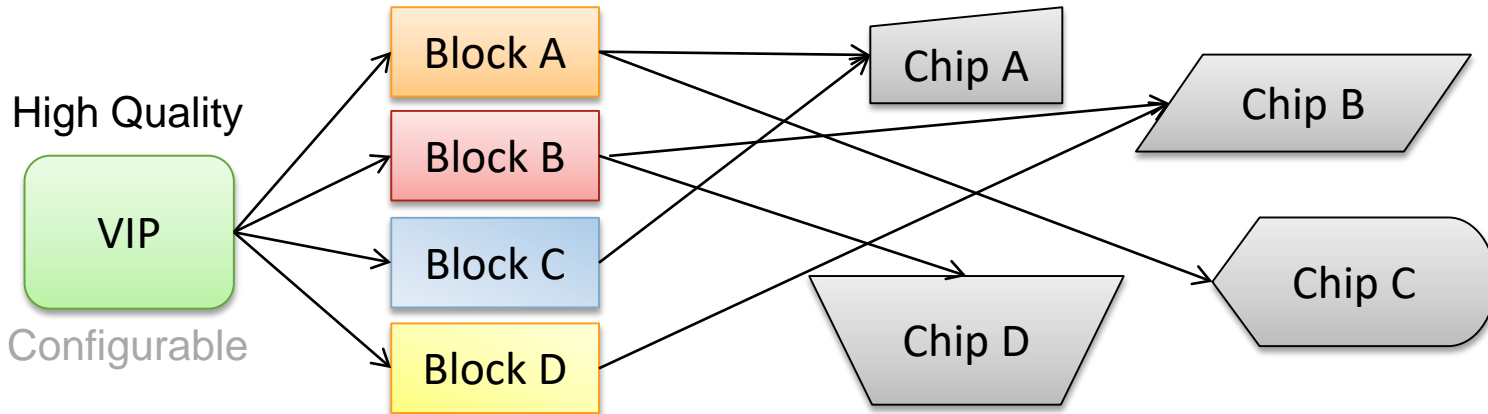 High Quality
VIP
Configurable
Block A
Block B
Block C
Block D
Chip A
Chip B
Chip C
Chip D